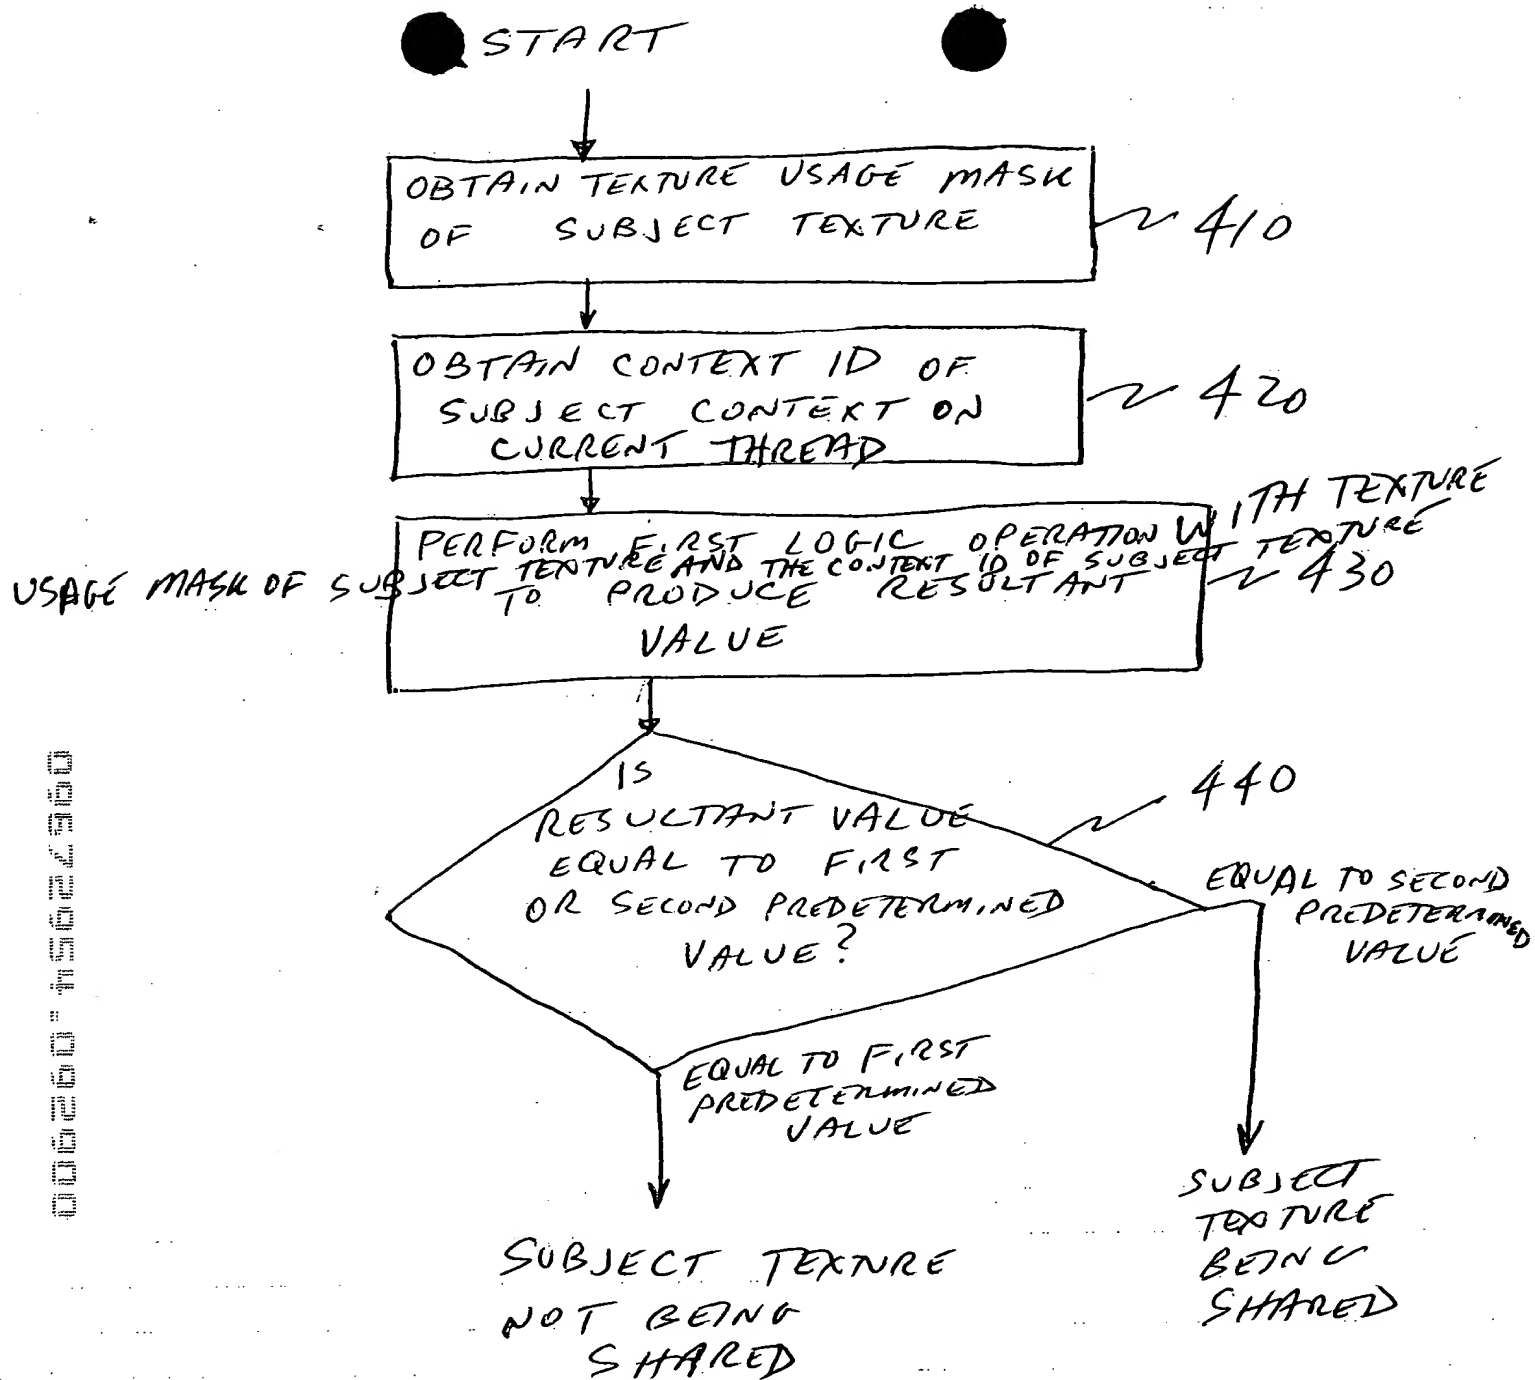 START
OBTAIN TEXTURE USAGE MASK
OF SUBJECT TEXTURE
410
OBTAIN CONTEXT ID OF
SUBJECT CONTEXT ON
CURRENT THREAD
420
PERFORM FIRST LOGIC OPERATION WITH TEXTURE
USAGE MASK OF SUBJECT TEXTURE AND THE CONTEXT ID OF SUBJECT TEXTURE
TO PRODUCE RESULTANT
VALUE
430
IS
RESULTANT VALUE
EQUAL TO FIRST
OR SECOND PREDETERMINED
VALUE?
440
EQUAL TO SECOND
PREDETERMINED
VALUE
EQUAL TO FIRST
PREDETERMINED
VALUE
SUBJECT
TEXTURE
BEING
SHARED
SUBJECT TEXTURE
NOT BEING
SHARED
09672954.092900